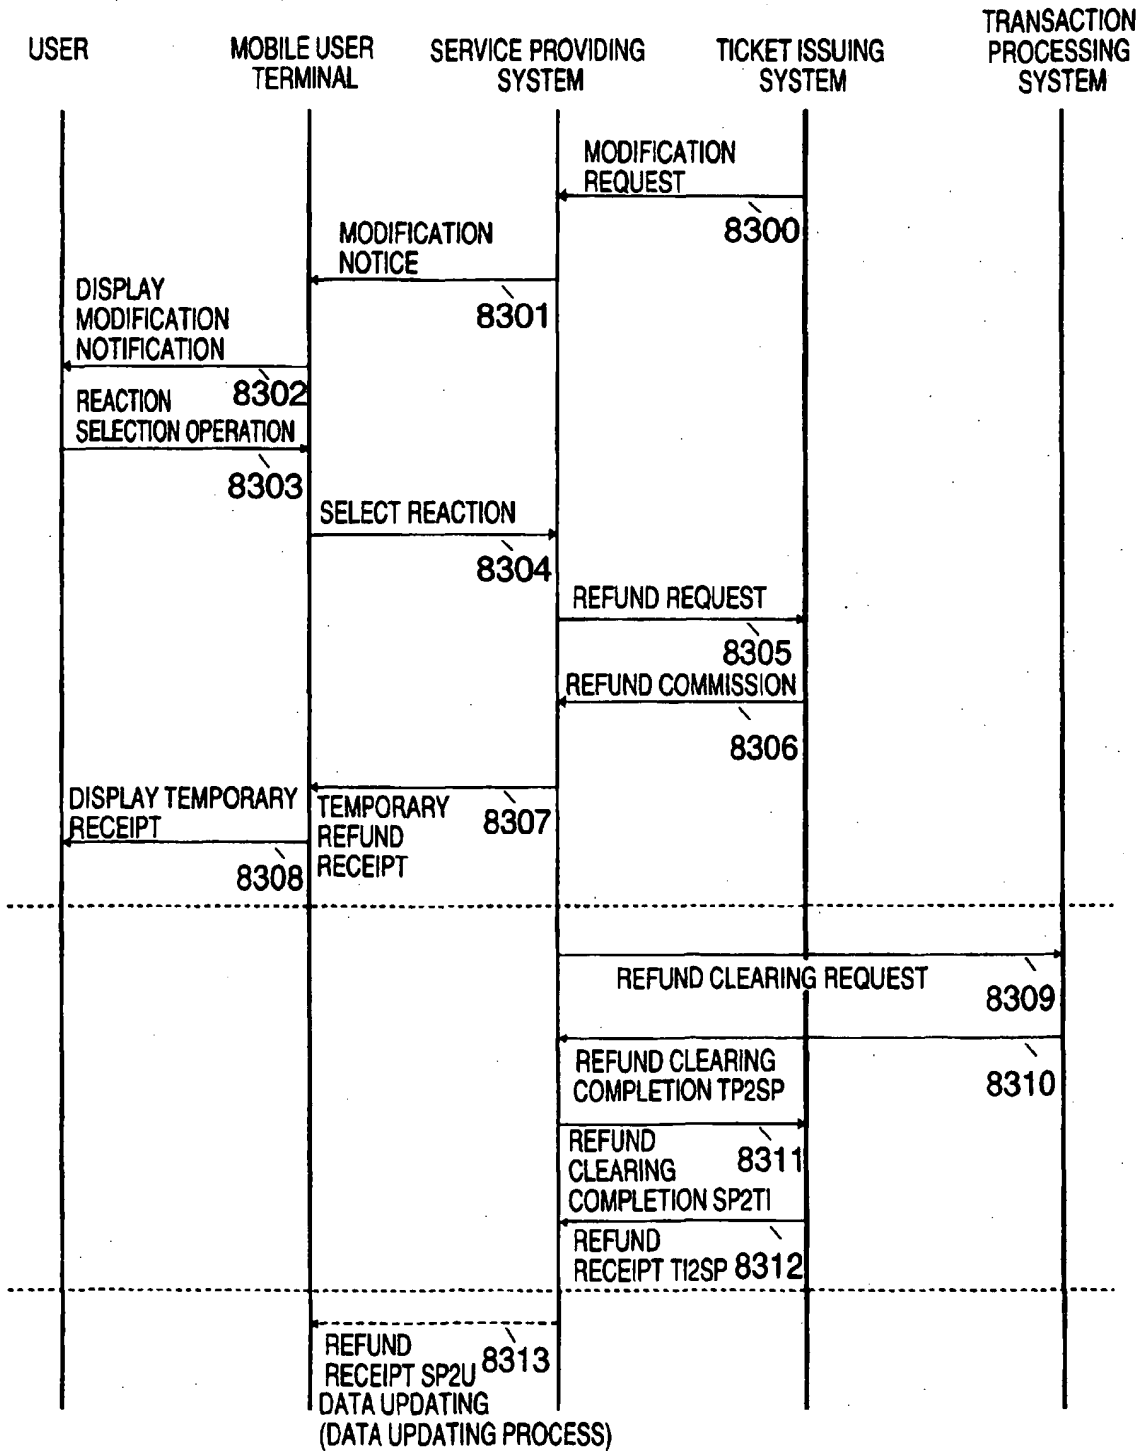 TRANSACTION
PROCESSING
SYSTEM
USER
MOBILE USER
TERMINAL
SERVICE PROVIDING
SYSTEM
TICKET ISSUING
SYSTEM
MODIFICATION
REQUEST
8300
MODIFICATION
NOTICE
8301
DISPLAY
MODIFICATION
NOTIFICATION
8302
REACTION
SELECTION OPERATION
8303
SELECT REACTION
8304
REFUND REQUEST
8305
REFUND COMMISSION
8306
DISPLAY TEMPORARY
RECEIPT
8308
TEMPORARY
REFUND
RECEIPT
8307
REFUND CLEARING REQUEST
8309
REFUND CLEARING
COMPLETION TP2SP
8310
REFUND
CLEARING
COMPLETION SP2TI
8311
REFUND
RECEIPT TI2SP
8312
REFUND
RECEIPT SP2U
8313
DATA UPDATING
(DATA UPDATING PROCESS)